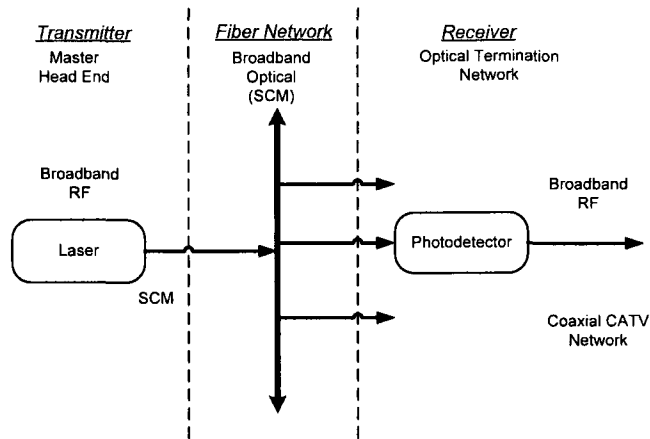 Transmitter
Master
Head End
Fiber Network
Broadband
Optical
(SCM)
Receiver
Optical Termination
Network
Broadband
RF
Laser
SCM
Photodetector
Broadband
RF
Coaxial CATV
Network